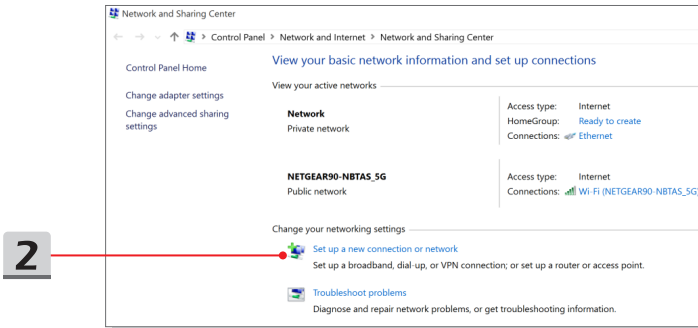 Network and Sharing Center
Control Panel > Network and Internet > Network and Sharing Center
Control Panel Home
Change adapter settings
Change advanced sharing
settings
View your basic network information and set up connections
View your active networks
Network
Private network
Access type: Internet
HomeGroup: Ready to create
Connections: Ethernet
NETGEAR90-NBTAS_5G
Public network
Access type: Internet
Connections: Wi-Fi (NETGEAR90-NBTAS_5G)
Change your networking settings
2
Set up a new connection or network
Set up a broadband, dial-up, or VPN connection; or set up a router or access point.
Troubleshoot problems
Diagnose and repair network problems, or get troubleshooting information.